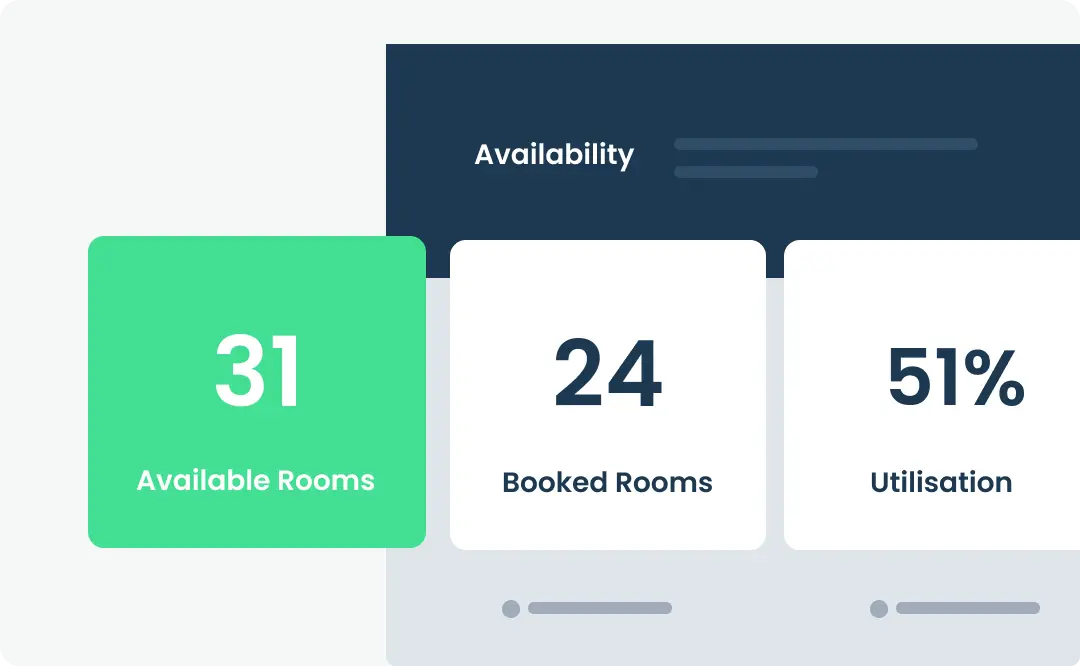 Availability
31
Available Rooms
24
Booked Rooms
51%
Utilisation